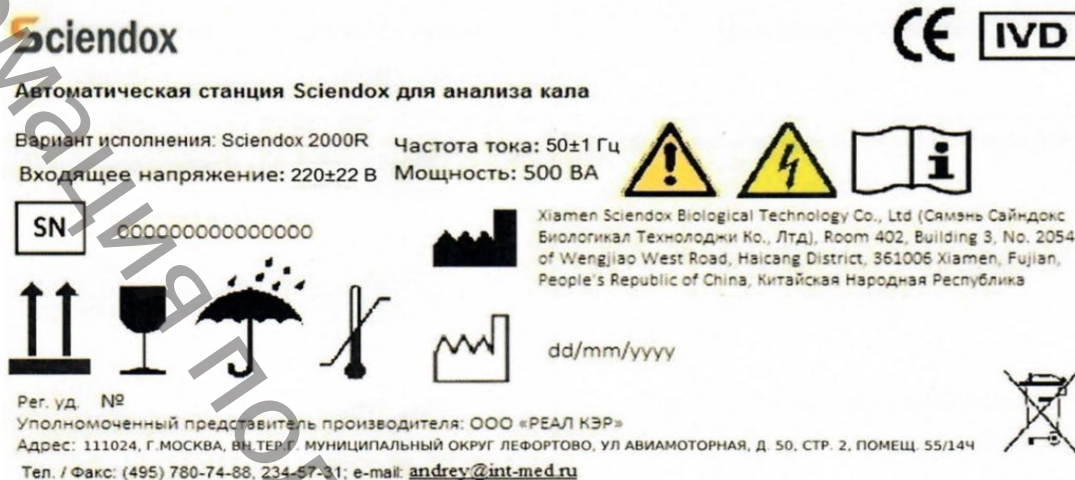 Sciendox
CE IVD
Автоматическая станция Sciendox для анализа кала
Вариант исполнения: Sciendox 2000R Частота тока: 50±1 Гц
Входящее напряжение: 220±22 В Мощность: 500 ВА
SN 000000000000000
Xiamen Sciendox Biological Technology Co., Ltd (Сямэнь Сайндокс
Биологикал Технолоджи Ко., Лтд), Room 402, Building 3, No. 2054
of Wengjiao West Road, Haicang District, 361006 Xiamen, Fujian,
People's Republic of China, Китайская Народная Республика
dd/mm/yyyy
Рег. уд. №
Уполномоченный представитель производителя: ООО «РЕАЛ КЭР»
Адрес: 111024, Г.МОСКВА, ВН.ТЕР.Г. МУНИЦИПАЛЬНЫЙ ОКРУГ ЛЕФОРТОВО, УЛ АВИАМОТОРНАЯ, Д. 50, СТР. 2, ПОМЕЩ. 55/14Ч
Тел. / Факс: (495) 780-74-88, 234-57-31; e-mail: andrey@int-med.ru